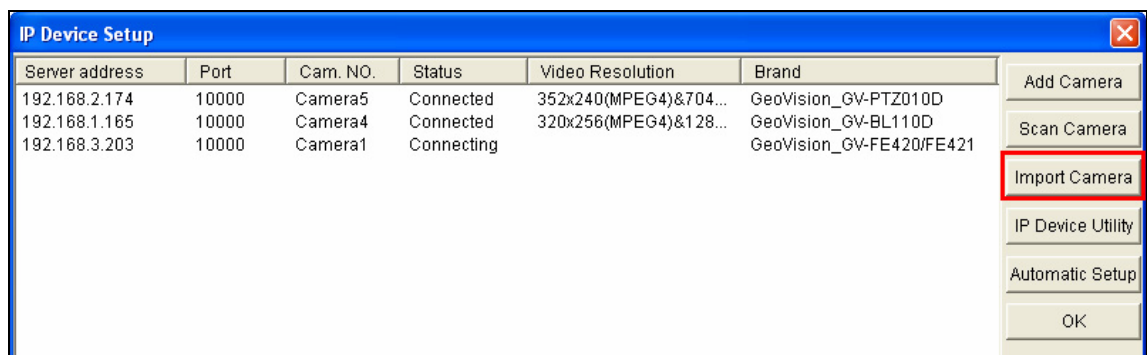 IP Device Setup
Server address Port Cam. NO. Status Video Resolution Brand
192.168.2.174 10000 Camera5 Connected 352x240(MPEG4)&704... GeoVision_GV-PTZ010D
192.168.1.165 10000 Camera4 Connected 320x256(MPEG4)&128... GeoVision_GV-BL110D
192.168.3.203 10000 Camera1 Connecting GeoVision_GV-FE420/FE421
Add Camera
Scan Camera
Import Camera
IP Device Utility
Automatic Setup
OK